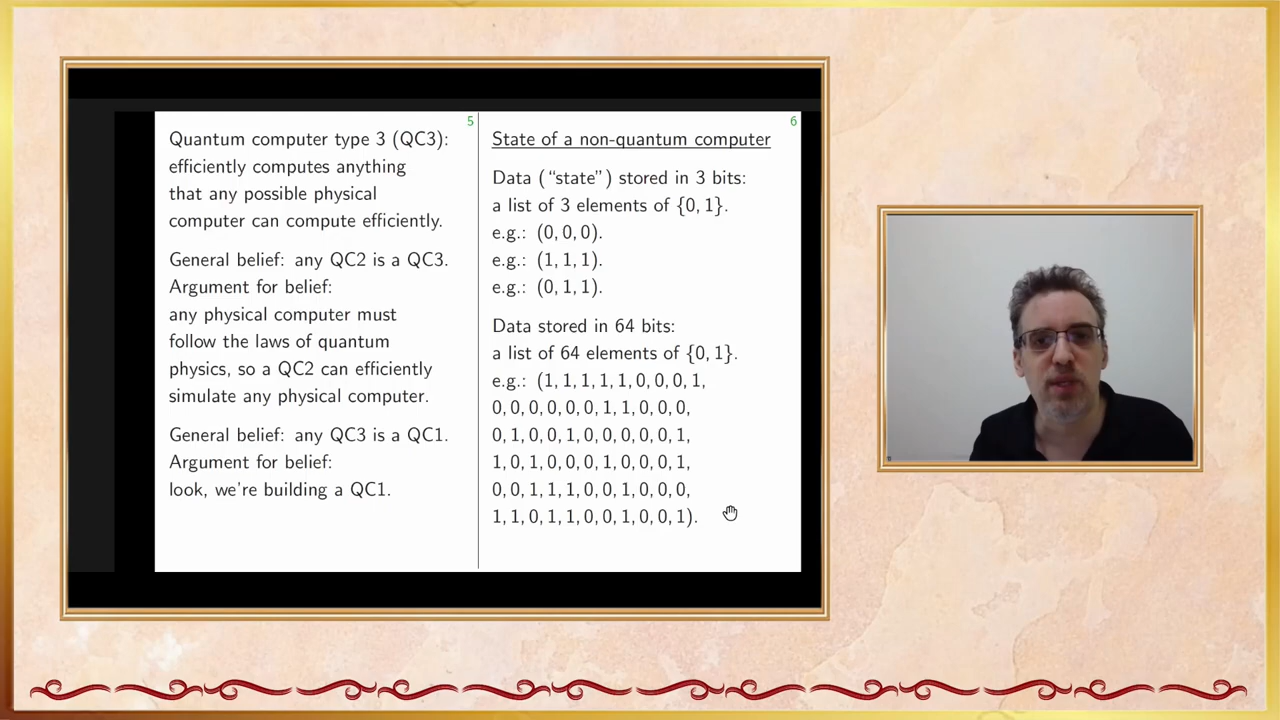 5
Quantum computer type 3 (QC3):
efficiently computes anything
that any possible physical
computer can compute efficiently.
General belief: any QC2 is a QC3.
Argument for belief:
any physical computer must
follow the laws of quantum
physics, so a QC2 can efficiently
simulate any physical computer.
General belief: any QC3 is a QC1.
Argument for belief:
look, we're building a QC1.
6
State of a non-quantum computer
Data (“state”) stored in 3 bits:
a list of 3 elements of {0, 1}.
e.g.: (0, 0, 0).
e.g.: (1, 1, 1).
e.g.: (0, 1, 1).
Data stored in 64 bits:
a list of 64 elements of {0, 1}.
e.g.: (1, 1, 1, 1, 1, 0, 0, 0, 1,
0, 0, 0, 0, 0, 0, 1, 1, 0, 0, 0,
0, 1, 0, 0, 1, 0, 0, 0, 0, 0, 1,
1, 0, 1, 0, 0, 0, 1, 0, 0, 0, 1,
0, 0, 1, 1, 1, 0, 0, 1, 0, 0, 0,
1, 1, 0, 1, 1, 0, 0, 1, 0, 0, 1).